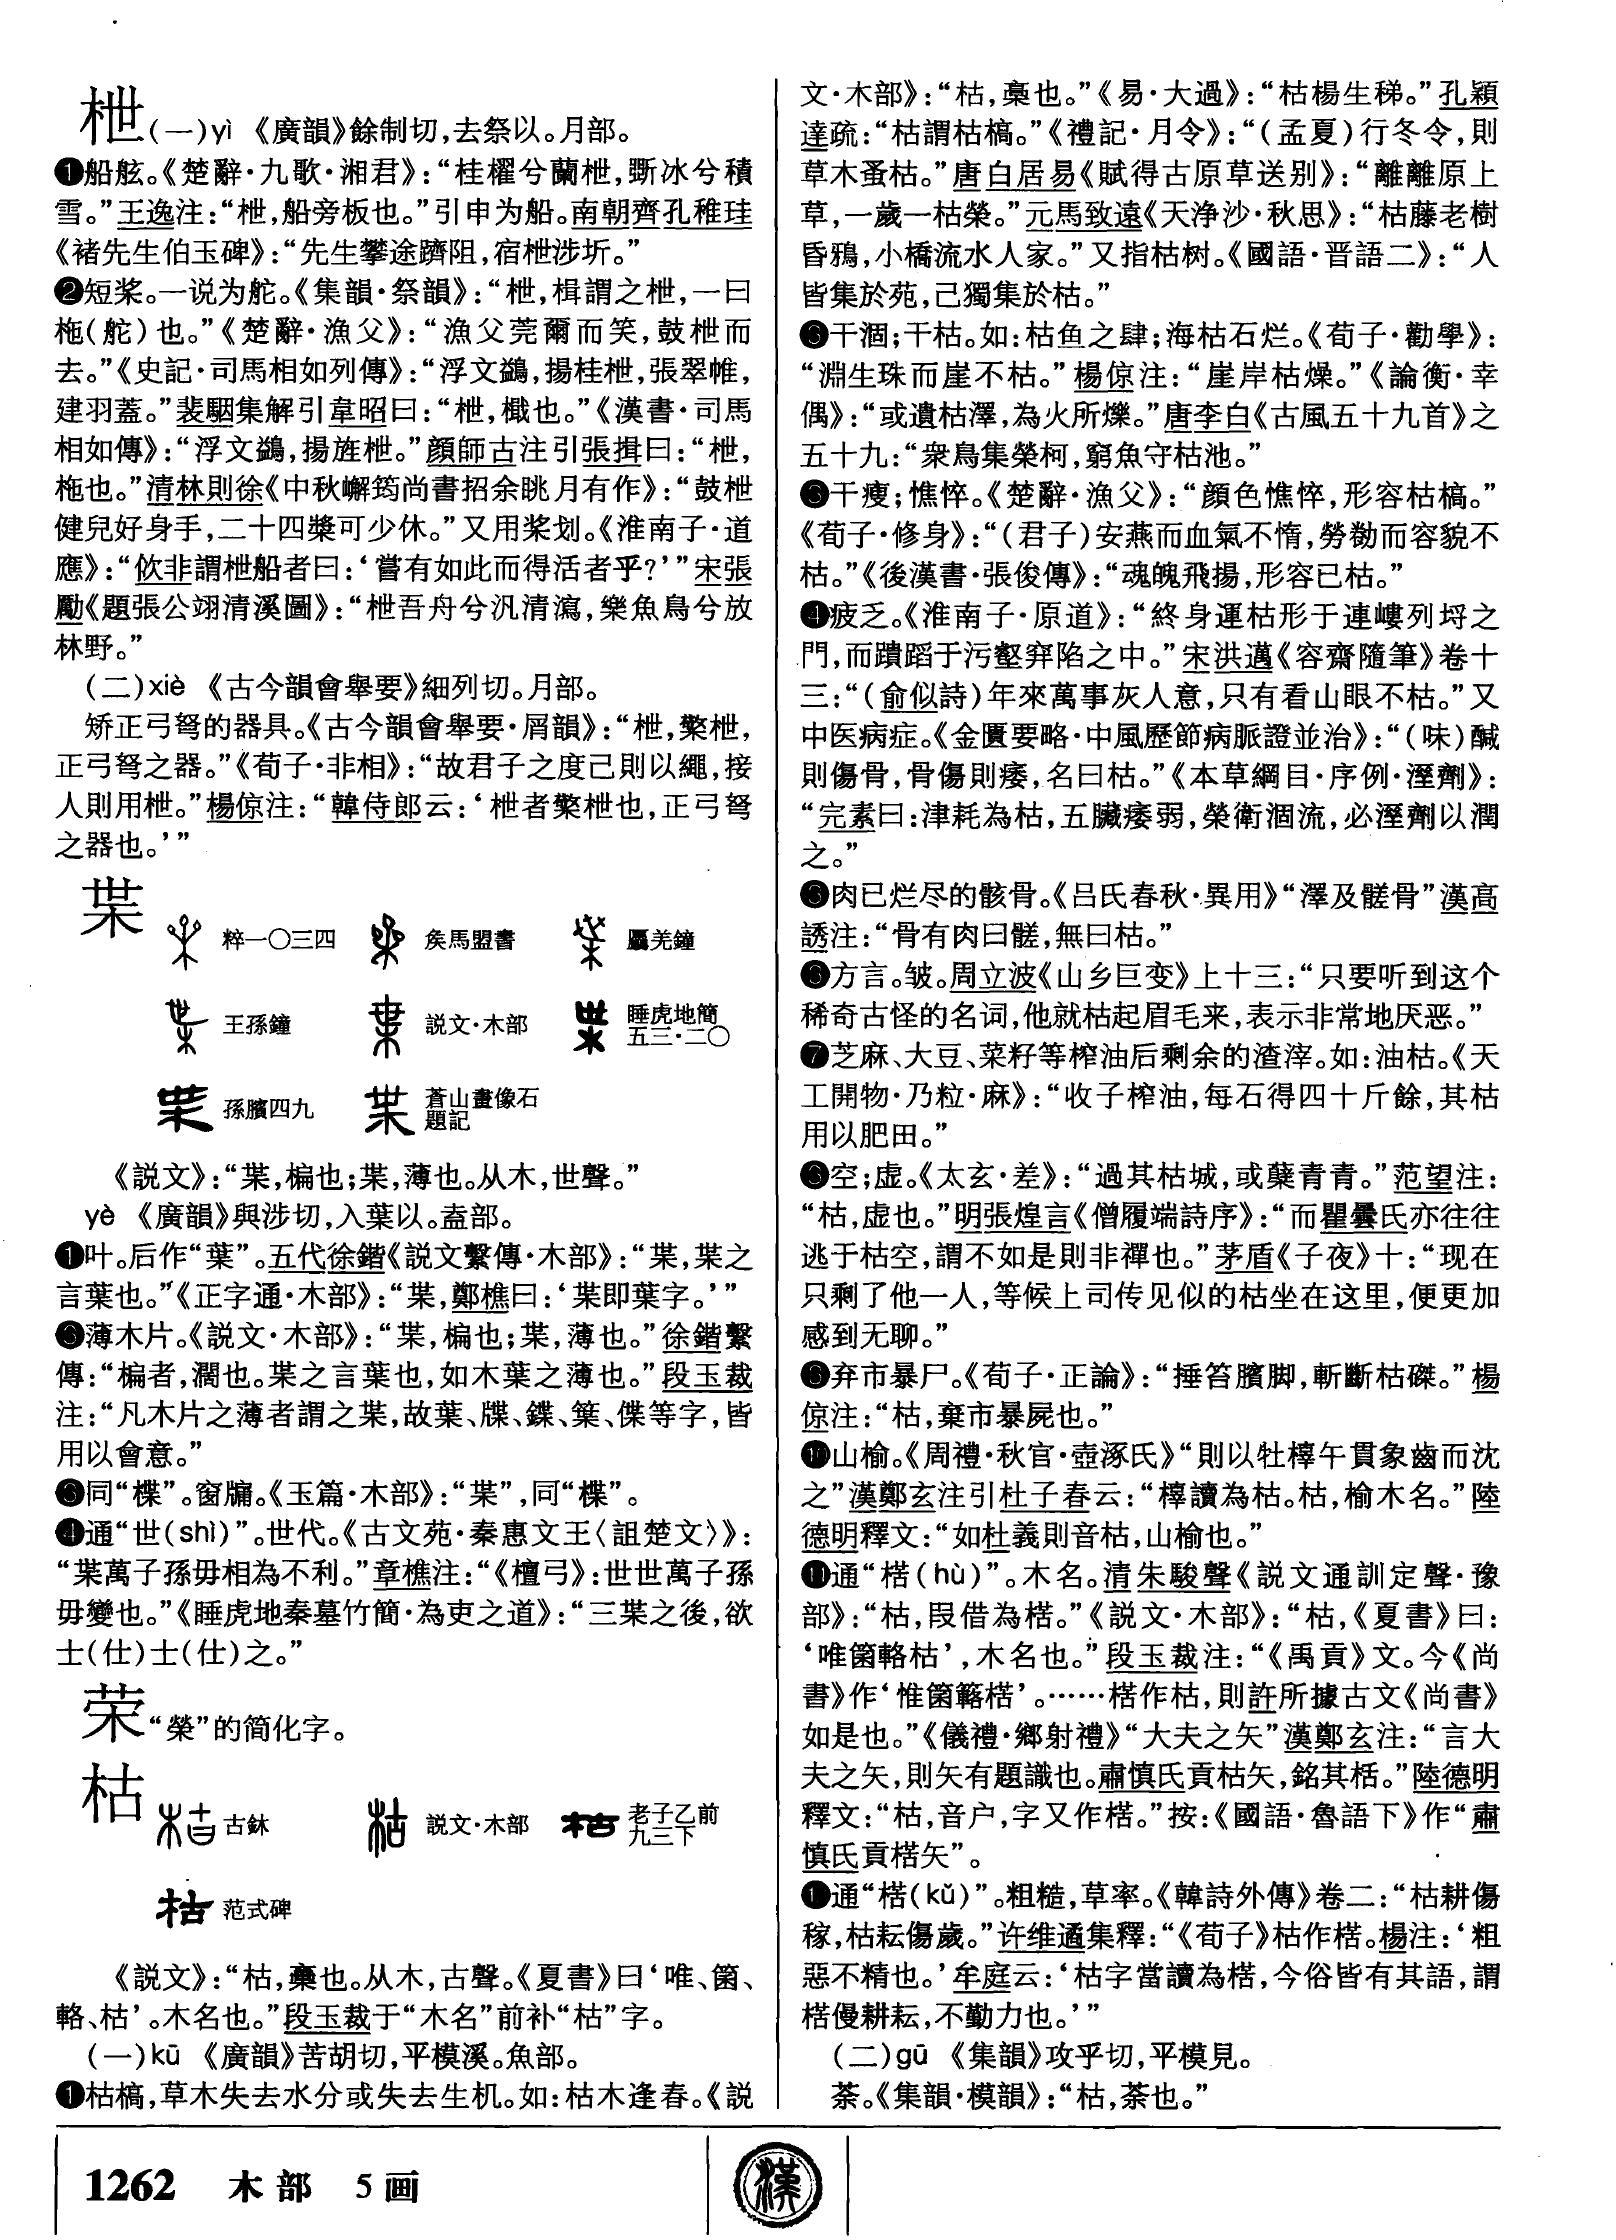 枻(一)yì 《廣韻》餘制切,去祭以。月部。
❶船舷。《楚辭·九歌·湘君》:“桂櫂兮蘭枻,斲冰兮積
雪。”王逸注:“枻,船旁板也。”引申为船。南朝齊孔稚珪
《褚先生伯玉碑》:“先生攀途躋阻,宿枻涉圻。”
❷短桨。一说为舵。《集韻·祭韻》:“枻,楫謂之枻,一曰
柂(舵)也。”《楚辭·漁父》:“漁父莞爾而笑,鼓枻而
去。”《史記·司馬相如列傳》:“浮文鷁,揚桂枻,張翠帷,
建羽蓋。”裴駰集解引韋昭曰:“枻,檝也。”《漢書·司馬
相如傳》:“浮文鷁,揚旌枻。”顔師古注引張揖曰:“枻,
柂也。”清林則徐《中秋嶰筠尚書招余眺月有作》:“鼓枻
健兒好身手,二十四槳可少休。”又用桨划。《淮南子·道
應》:“佽非謂枻船者曰:‘嘗有如此而得活者乎?’”宋張
勵《題張公翊清溪圖》:“枻吾舟兮汎清瀉,樂魚鳥兮放
林野。”
(二)xiè 《古今韻會舉要》細列切。月部。
矫正弓弩的器具。《古今韻會舉要·屑韻》:“枻,檠枻,
正弓弩之器。”《荀子·非相》:“故君子之度己則以繩,接
人則用枻。”楊倞注:“韓侍郎云:‘枻者檠枻也,正弓弩
之器也。’”
枼
粹一〇三四 矦馬盟書 驫羌鐘
王孫鐘 説文·木部 睡虎地簡五三·二〇
孫臏四九 蒼山畫像石題記
《説文》:“枼,楄也;枼,薄也。从木,世聲。”
yè 《廣韻》與涉切,入葉以。盍部。
❶叶。后作“葉”。五代徐鍇《説文繫傳·木部》:“枼,枼之
言葉也。”《正字通·木部》:“枼,鄭樵曰:‘枼即葉字。’”
❷薄木片。《説文·木部》:“枼,楄也;枼,薄也。”徐鍇繫
傳:“楄者,濶也。枼之言葉也,如木葉之薄也。”段玉裁
注:“凡木片之薄者謂之枼,故葉、牒、鍱、箂、偞等字,皆
用以會意。”
❸同“楪”。窗牖。《玉篇·木部》:“枼”,同“楪”。
❹通“世(shì)”。世代。《古文苑·秦惠文王〈詛楚文〉》:
“枼萬子孫毋相為不利。”章樵注:“《檀弓》:世世萬子孫
毋變也。”《睡虎地秦墓竹簡·為吏之道》:“三枼之後,欲
士(仕)士(仕)之。”
荣“榮”的简化字。
枯
古鉥 説文·木部 老子乙前九三下
范式碑
《説文》:“枯,槀也。从木,古聲。《夏書》曰‘唯、箘、
輅、枯’。木名也。”段玉裁于“木名”前补“枯”字。
(一)kū 《廣韻》苦胡切,平模溪。魚部。
❶枯槁,草木失去水分或失去生机。如:枯木逢春。《説
文·木部》:“枯,槀也。”《易·大過》:“枯楊生稊。”孔穎
達疏:“枯謂枯槁。”《禮記·月令》:“(孟夏)行冬令,則
草木蚤枯。”唐白居易《賦得古原草送别》:“離離原上
草,一歲一枯榮。”元馬致遠《天浄沙·秋思》:“枯藤老樹
昏鴉,小橋流水人家。”又指枯树。《國語·晋語二》:“人
皆集於苑,己獨集於枯。”
❷干涸;干枯。如:枯鱼之肆;海枯石烂。《荀子·勸學》:
“淵生珠而崖不枯。”楊倞注:“崖岸枯燥。”《論衡·幸
偶》:“或遺枯澤,為火所爍。”唐李白《古風五十九首》之
五十九:“衆鳥集榮柯,窮魚守枯池。”
❸干瘦;憔悴。《楚辭·漁父》:“顔色憔悴,形容枯槁。”
《荀子·修身》:“(君子)安燕而血氣不惰,勞勌而容貌不
枯。”《後漢書·張俊傳》:“魂魄飛揚,形容已枯。”
❹疲乏。《淮南子·原道》:“終身運枯形于連嶁列埒之
門,而蹪蹈于污壑穽陷之中。”宋洪邁《容齋隨筆》卷十
三:“(俞似詩)年來萬事灰人意,只有看山眼不枯。”又
中医病症。《金匱要略·中風歷節病脈證並治》:“(味)醎
則傷骨,骨傷則痿,名曰枯。”《本草綱目·序例·溼劑》:
“完素曰:津耗為枯,五臟痿弱,榮衛涸流,必溼劑以潤
之。”
❺肉已烂尽的骸骨。《吕氏春秋·異用》“澤及髊骨”漢高
誘注:“骨有肉曰髊,無曰枯。”
❻方言。皱。周立波《山乡巨变》上十三:“只要听到这个
稀奇古怪的名词,他就枯起眉毛来,表示非常地厌恶。”
❼芝麻、大豆、菜籽等榨油后剩余的渣滓。如:油枯。《天
工開物·乃粒·麻》:“收子榨油,每石得四十斤餘,其枯
用以肥田。”
❽空;虚。《太玄·差》:“過其枯城,或蘖青青。”范望注:
“枯,虚也。”明張煌言《僧履端詩序》:“而瞿曇氏亦往往
逃于枯空,謂不如是則非禪也。”茅盾《子夜》十:“现在
只剩了他一人,等候上司传见似的枯坐在这里,便更加
感到无聊。”
❾弃市暴尸。《荀子·正論》:“捶笞臏脚,斬斷枯磔。”楊
倞注:“枯,棄市暴屍也。”
❿山榆。《周禮·秋官·壺涿氏》“則以牡橭午貫象齒而沈
之”漢鄭玄注引杜子春云:“橭讀為枯。枯,榆木名。”陸
德明釋文:“如杜義則音枯,山榆也。”
⓫通“楛(hù)”。木名。清朱駿聲《説文通訓定聲·豫
部》:“枯,叚借為楛。”《説文·木部》:“枯,《夏書》曰:
‘唯箘輅枯’,木名也。”段玉裁注:“《禹貢》文。今《尚
書》作‘惟箘簵楛’。……楛作枯,則許所據古文《尚書》
如是也。”《儀禮·鄉射禮》“大夫之矢”漢鄭玄注:“言大
夫之矢,則矢有題識也。肅慎氏貢枯矢,銘其栝。”陸德明
釋文:“枯,音户,字又作楛。”按:《國語·魯語下》作“肅
慎氏貢楛矢”。
⓬通“楛(kǔ)”。粗糙,草率。《韓詩外傳》卷二:“枯耕傷
稼,枯耘傷歲。”许维遹集釋:“《荀子》枯作楛。楊注:‘粗
惡不精也。’牟庭云:‘枯字當讀為楛,今俗皆有其語,謂
楛㑴耕耘,不勤力也。’”
(二)gū 《集韻》攻乎切,平模見。
荼。《集韻·模韻》:“枯,荼也。”
1262 木部 5画
漢